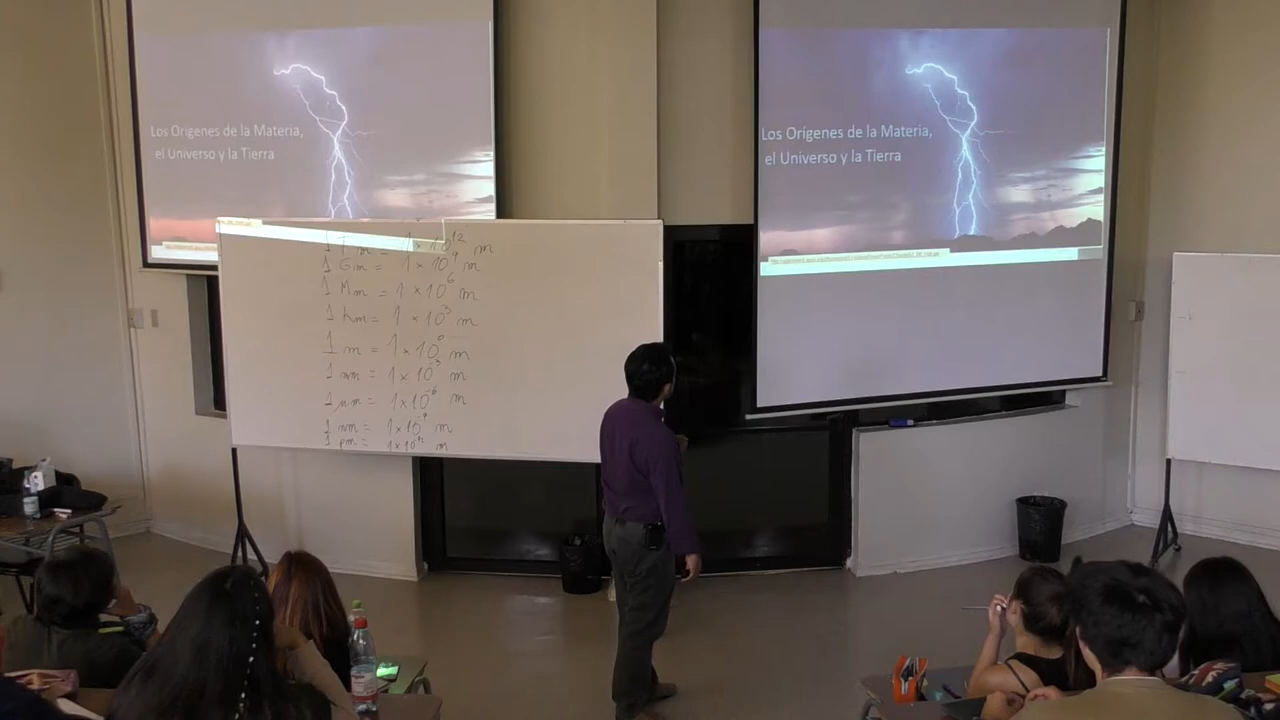 Los Orígenes de la Materia,
el Universo y la Tierra
Los Orígenes de la Materia,
el Universo y la Tierra
1 Tm = 1 x 10¹² m
1 Gm = 1 x 10⁹ m
1 Mm = 1 x 10⁶ m
1 Km = 1 x 10³ m
1 m = 1 x 10⁰ m
1 mm = 1 x 10⁻³ m
1 μm = 1 x 10⁻⁶ m
1 nm = 1 x 10⁻⁹ m
1 pm = 1 x 10⁻¹² m